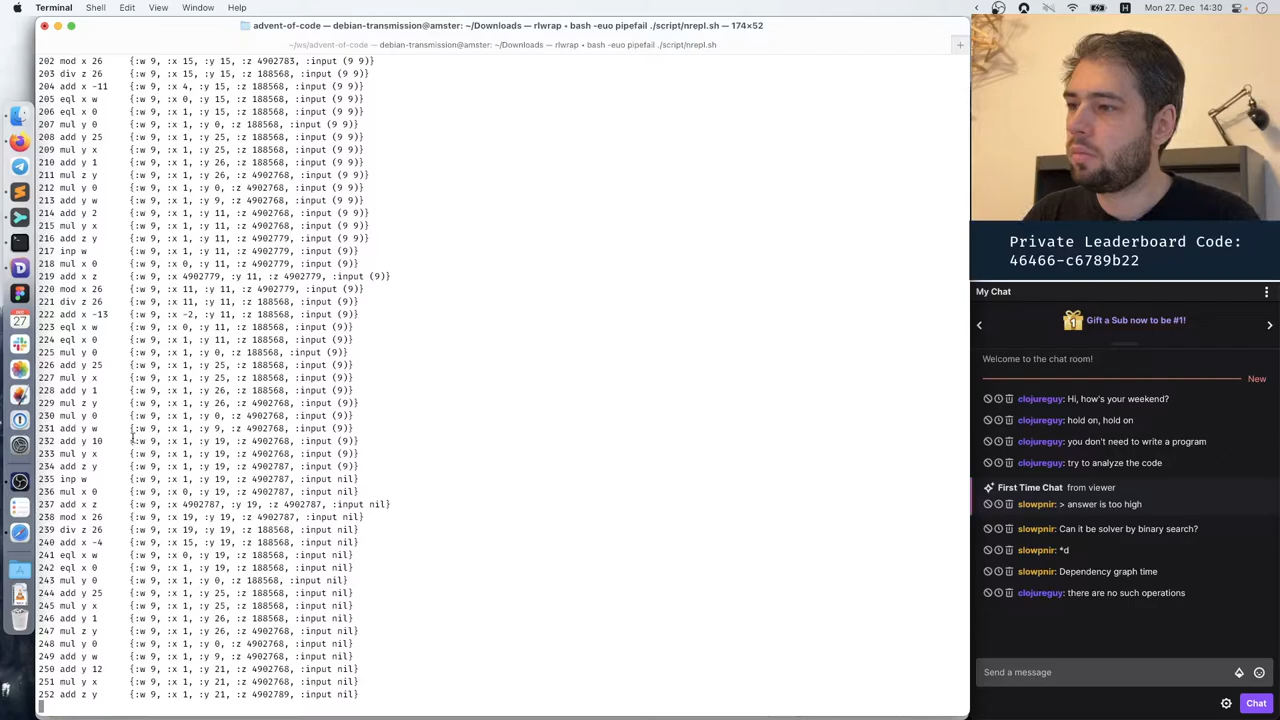 Terminal Shell Edit View Window Help
Mon 27. Dec 14:30
advent-of-code — debian-transmission@amster: ~/Downloads — rlwrap • bash -euo pipefail ./script/nrepl.sh — 174×52
~/ws/advent-of-code — debian-transmission@amster: ~/Downloads — rlwrap • bash -euo pipefail ./script/nrepl.sh
202 mod x 26 {:w 9, :x 15, :y 15, :z 4902783, :input (9 9)}
203 div z 26 {:w 9, :x 15, :y 15, :z 188568, :input (9 9)}
204 add x -11 {:w 9, :x 4, :y 15, :z 188568, :input (9 9)}
205 eql x w {:w 9, :x 0, :y 15, :z 188568, :input (9 9)}
206 eql x 0 {:w 9, :x 1, :y 15, :z 188568, :input (9 9)}
207 mul y 0 {:w 9, :x 1, :y 0, :z 188568, :input (9 9)}
208 add y 25 {:w 9, :x 1, :y 25, :z 188568, :input (9 9)}
209 mul y x {:w 9, :x 1, :y 25, :z 188568, :input (9 9)}
210 add y 1 {:w 9, :x 1, :y 26, :z 188568, :input (9 9)}
211 mul z y {:w 9, :x 1, :y 26, :z 4902768, :input (9 9)}
212 mul y 0 {:w 9, :x 1, :y 0, :z 4902768, :input (9 9)}
213 add y w {:w 9, :x 1, :y 9, :z 4902768, :input (9 9)}
214 add y 2 {:w 9, :x 1, :y 11, :z 4902768, :input (9 9)}
215 mul y x {:w 9, :x 1, :y 11, :z 4902768, :input (9 9)}
216 add z y {:w 9, :x 1, :y 11, :z 4902779, :input (9 9)}
217 inp w {:w 9, :x 1, :y 11, :z 4902779, :input (9)}
218 mul x 0 {:w 9, :x 0, :y 11, :z 4902779, :input (9)}
219 add x z {:w 9, :x 4902779, :y 11, :z 4902779, :input (9)}
220 mod x 26 {:w 9, :x 11, :y 11, :z 4902779, :input (9)}
221 div z 26 {:w 9, :x 11, :y 11, :z 188568, :input (9)}
222 add x -13 {:w 9, :x -2, :y 11, :z 188568, :input (9)}
223 eql x w {:w 9, :x 0, :y 11, :z 188568, :input (9)}
224 eql x 0 {:w 9, :x 1, :y 11, :z 188568, :input (9)}
225 mul y 0 {:w 9, :x 1, :y 0, :z 188568, :input (9)}
226 add y 25 {:w 9, :x 1, :y 25, :z 188568, :input (9)}
227 mul y x {:w 9, :x 1, :y 25, :z 188568, :input (9)}
228 add y 1 {:w 9, :x 1, :y 26, :z 188568, :input (9)}
229 mul z y {:w 9, :x 1, :y 26, :z 4902768, :input (9)}
230 mul y 0 {:w 9, :x 1, :y 0, :z 4902768, :input (9)}
231 add y w {:w 9, :x 1, :y 9, :z 4902768, :input (9)}
232 add y 10 {:w 9, :x 1, :y 19, :z 4902768, :input (9)}
233 mul y x {:w 9, :x 1, :y 19, :z 4902768, :input (9)}
234 add z y {:w 9, :x 1, :y 19, :z 4902787, :input (9)}
235 inp w {:w 9, :x 1, :y 19, :z 4902787, :input nil}
236 mul x 0 {:w 9, :x 0, :y 19, :z 4902787, :input nil}
237 add x z {:w 9, :x 4902787, :y 19, :z 4902787, :input nil}
238 mod x 26 {:w 9, :x 19, :y 19, :z 4902787, :input nil}
239 div z 26 {:w 9, :x 19, :y 19, :z 188568, :input nil}
240 add x -4 {:w 9, :x 15, :y 19, :z 188568, :input nil}
241 eql x w {:w 9, :x 0, :y 19, :z 188568, :input nil}
242 eql x 0 {:w 9, :x 1, :y 19, :z 188568, :input nil}
243 mul y 0 {:w 9, :x 1, :y 0, :z 188568, :input nil}
244 add y 25 {:w 9, :x 1, :y 25, :z 188568, :input nil}
245 mul y x {:w 9, :x 1, :y 25, :z 188568, :input nil}
246 add y 1 {:w 9, :x 1, :y 26, :z 188568, :input nil}
247 mul z y {:w 9, :x 1, :y 26, :z 4902768, :input nil}
248 mul y 0 {:w 9, :x 1, :y 0, :z 4902768, :input nil}
249 add y w {:w 9, :x 1, :y 9, :z 4902768, :input nil}
250 add y 12 {:w 9, :x 1, :y 21, :z 4902768, :input nil}
251 mul y x {:w 9, :x 1, :y 21, :z 4902768, :input nil}
252 add z y {:w 9, :x 1, :y 21, :z 4902789, :input nil}
DEC
27
Private Leaderboard Code:
46466-c6789b22
My Chat
1 Gift a Sub now to be #1!
Welcome to the chat room!
New
clojureguy: Hi, how's your weekend?
clojureguy: hold on, hold on
clojureguy: you don't need to write a program
clojureguy: try to analyze the code
First Time Chat from viewer
slowpnir: > answer is too high
slowpnir: Can it be solver by binary search?
slowpnir: *d
slowpnir: Dependency graph time
clojureguy: there are no such operations
Send a message
Chat